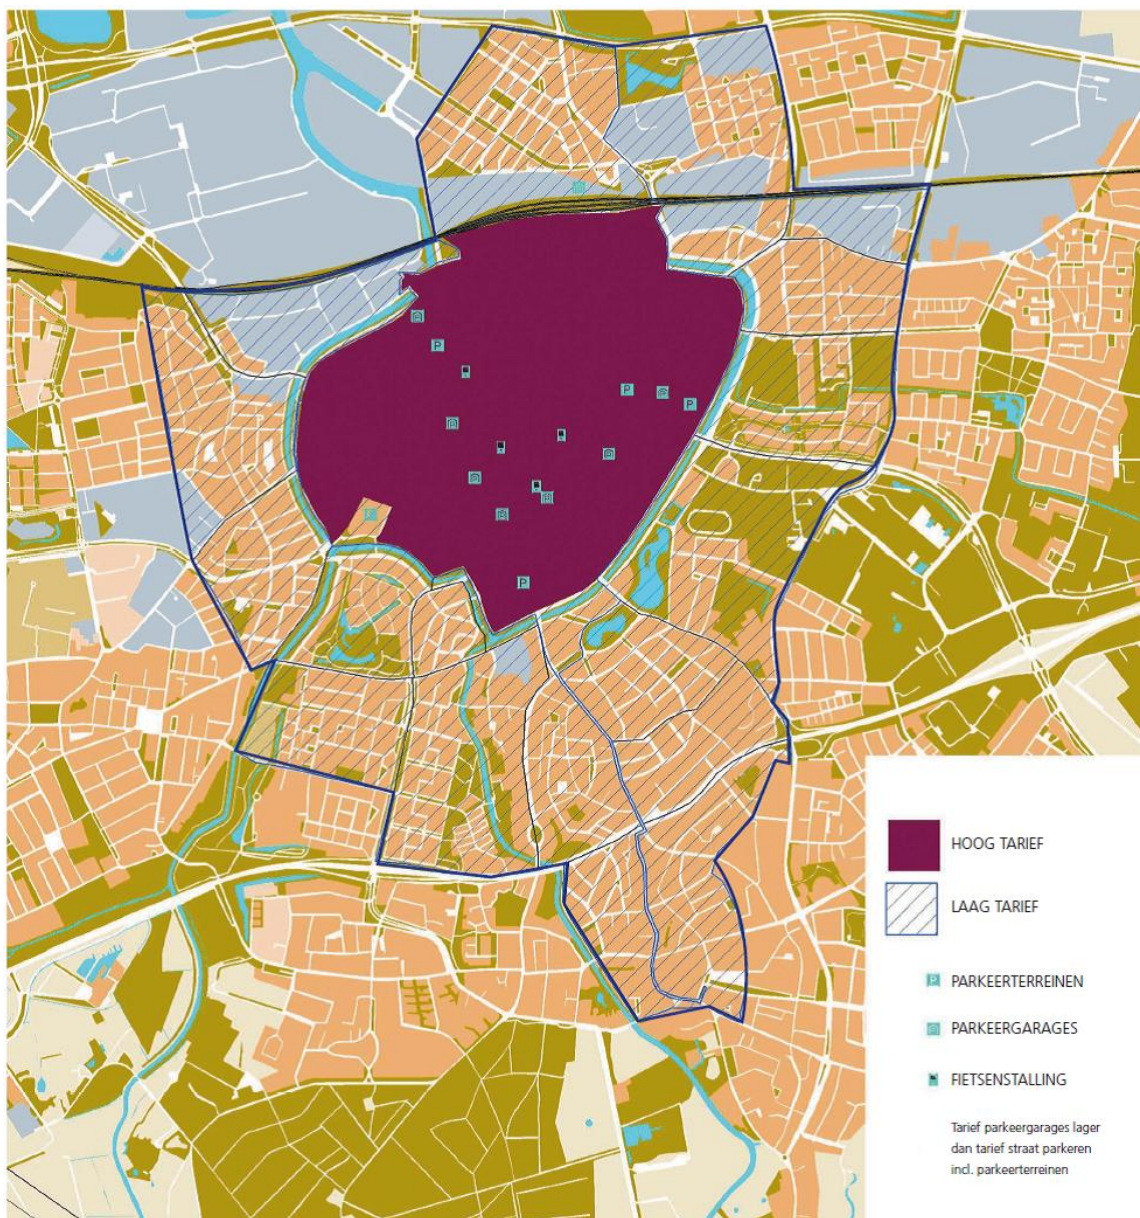 HOOG TARIEF
LAAG TARIEF
P PARKEERTERREINEN
PARKEERGARAGES
FIETSENSTALLING
Tarief parkeergarages lager
dan tarief straat parkeren
incl. parkeerterreinen
P
P
P
P